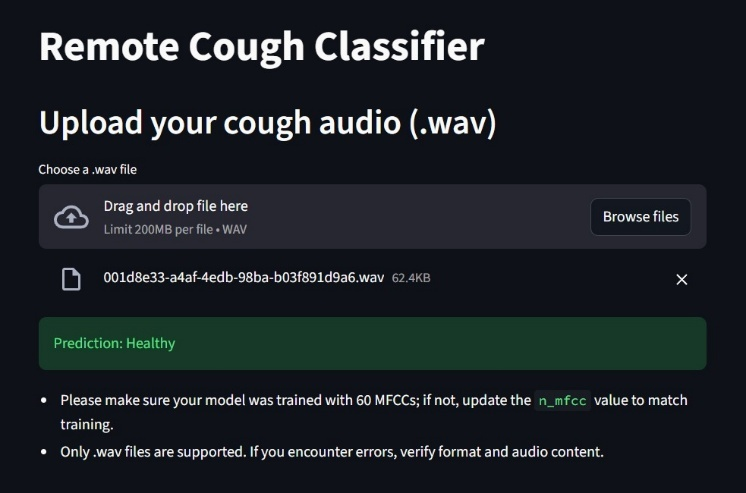 Remote Cough Classifier
Upload your cough audio (.wav)
Choose a .wav file
Drag and drop file here
Limit 200MB per file • WAV
Browse files
001d8e33-a4af-4edb-98ba-b03f891d9a6.wav 62.4KB
Prediction: Healthy
• Please make sure your model was trained with 60 MFCCs; if not, update the n_mfcc value to match
training.
• Only .wav files are supported. If you encounter errors, verify format and audio content.